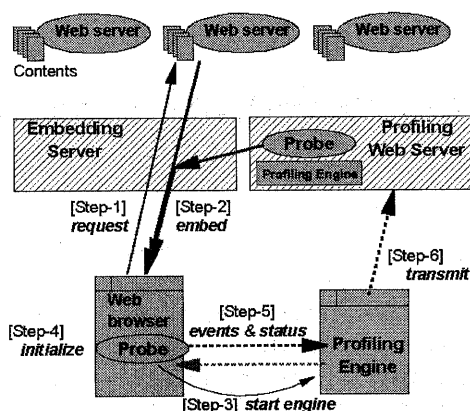 Web server
Web server
Web server
Contents
Embedding
Server
Profiling
Web Server
Probe
Profiling Engine
[Step-1]
request
[Step-2]
embed
[Step-6]
transmit
[Step-4]
initialize
Web
browser
Probe
[Step-5]
events & status
Profiling
Engine
[Step-3] start engine